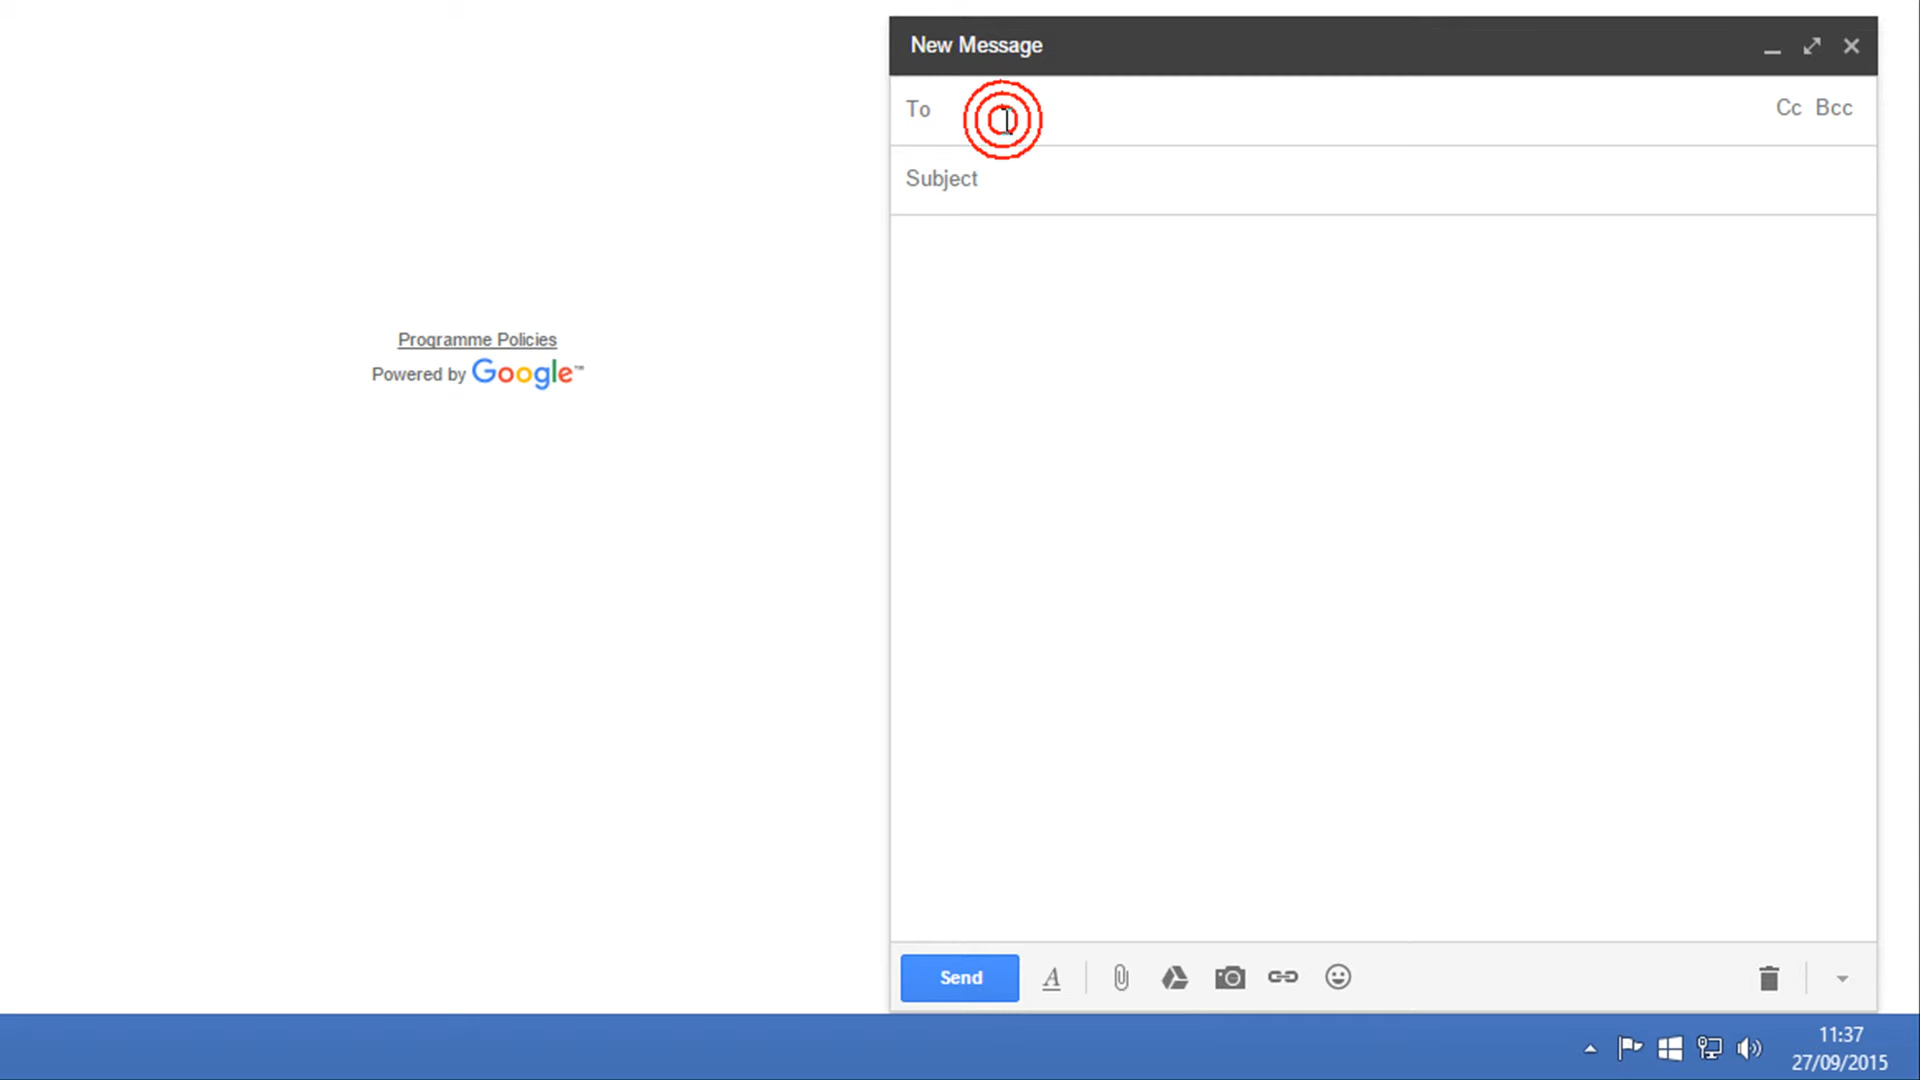 New Message
To Cc Bcc
Subject
Programme Policies
Powered by Google™
Send A
11:37
27/09/2015